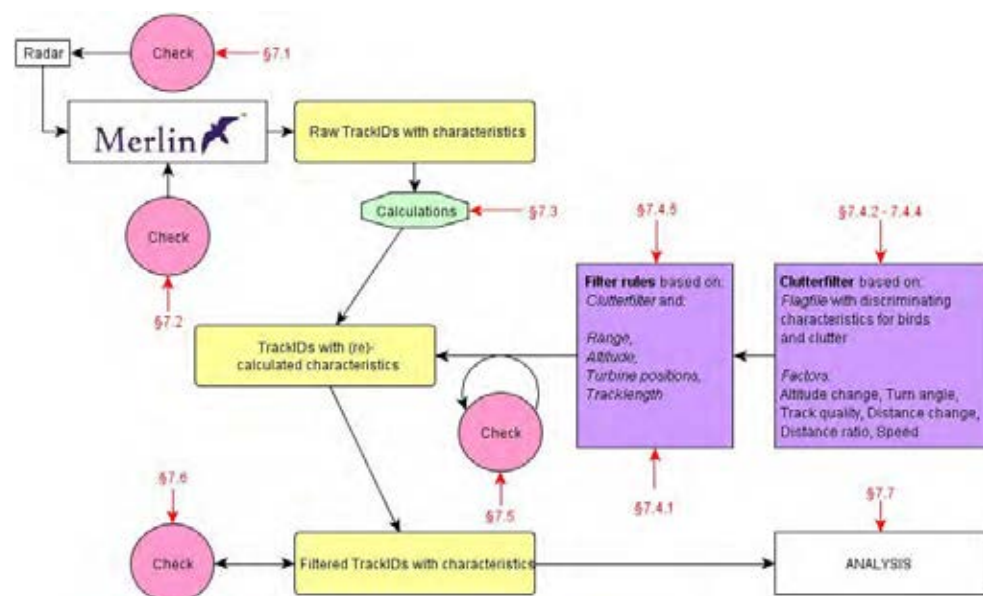 Radar
Check
§7.1
Merlin
Raw TrackIDs with characteristics
Check
§7.2
Calculations
§7.3
§7.4.5
§7.4.2 - 7.4.4
Filter rules based on:
Clutterfilter and:
Range,
Altitude,
Turbine positions,
Tracklength
Clutterfilter based on:
Flagfile with discriminating
characteristics for birds
and clutter
Factors:
Altitude change, Turn angle,
Track quality, Distance change,
Distance ratio, Speed
TrackIDs with (re)-
calculated characteristics
Check
§7.5
§7.4.1
§7.6
Check
Filtered TrackIDs with characteristics
§7.7
ANALYSIS